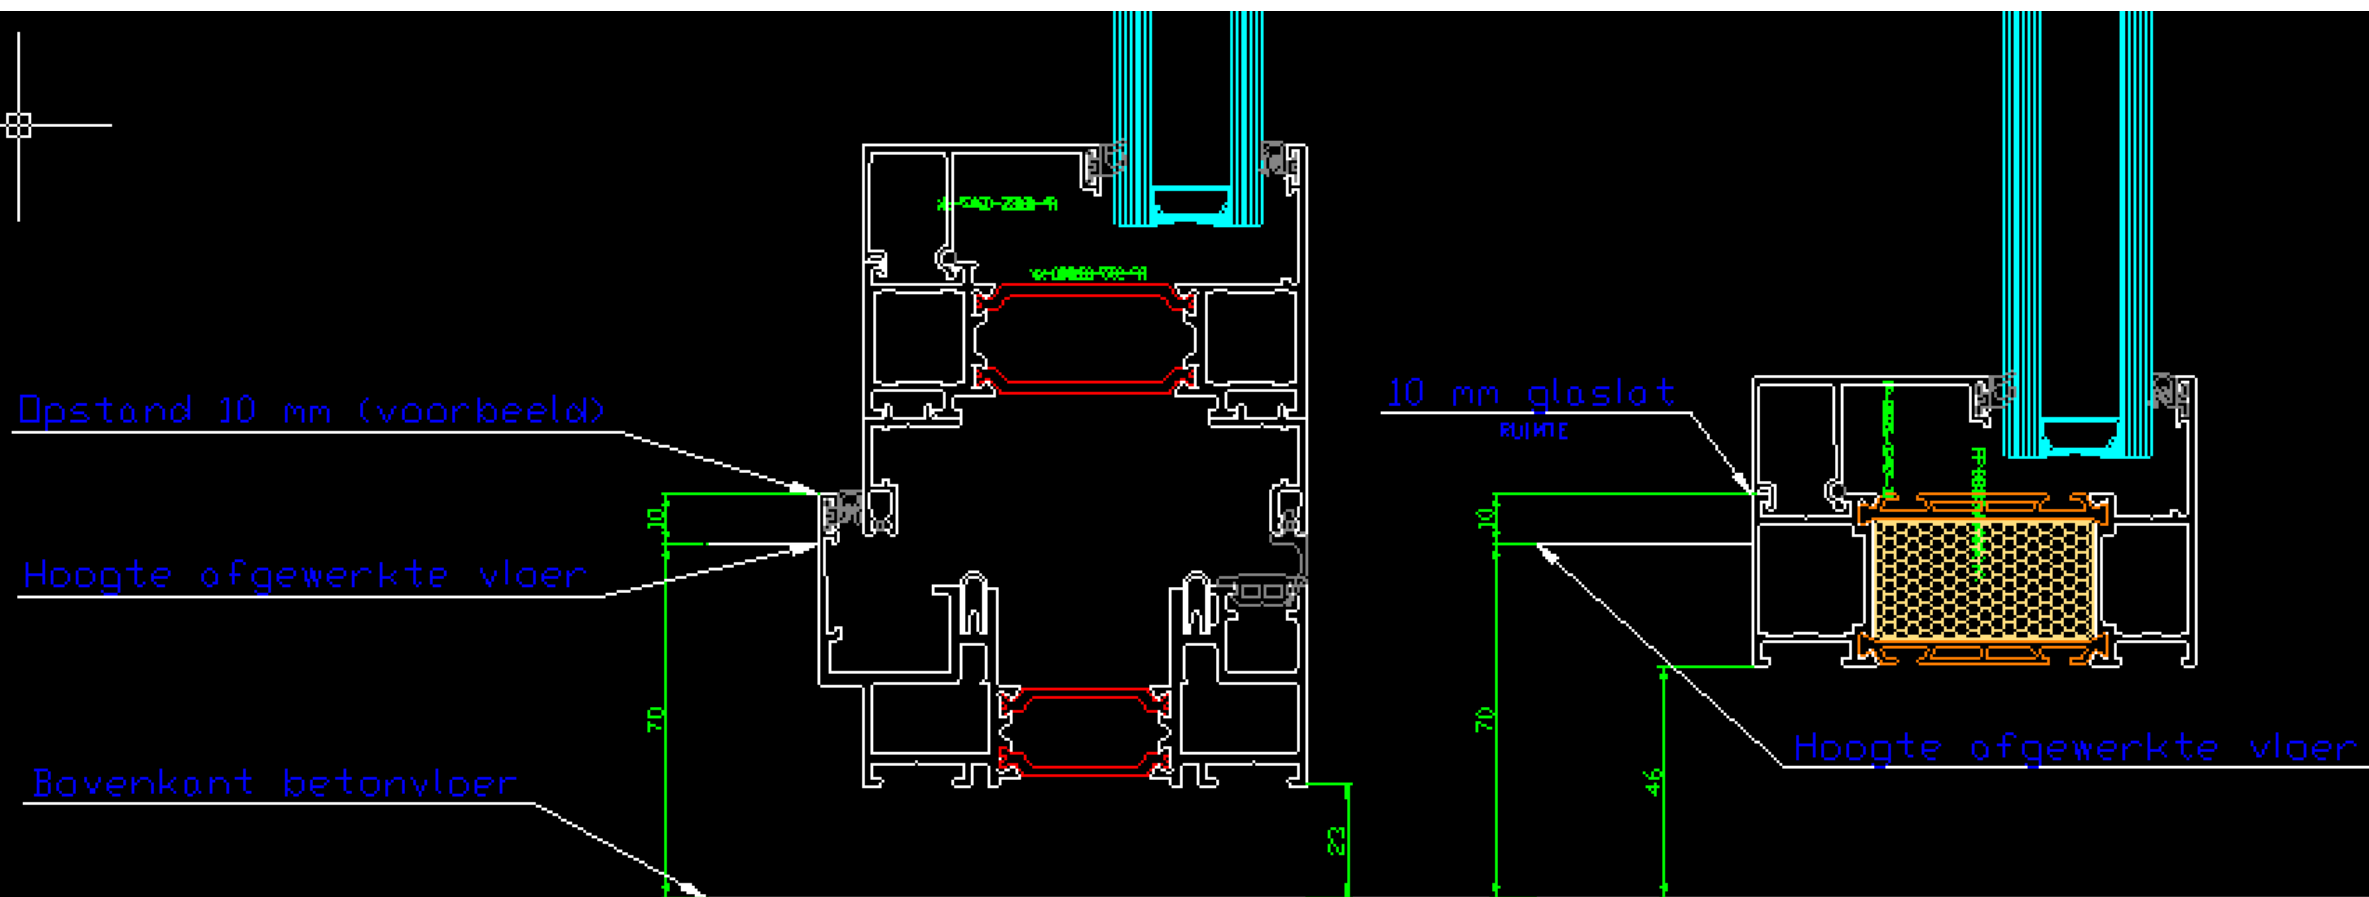 Opstand 10 mm (voorbeeld)
10 mm glaslat
RUIMTE
10
10
Hoogte afgewerkte vloer
70
70
Hoogte afgewerkte vloer
Bovenkant betonvloer
46
23